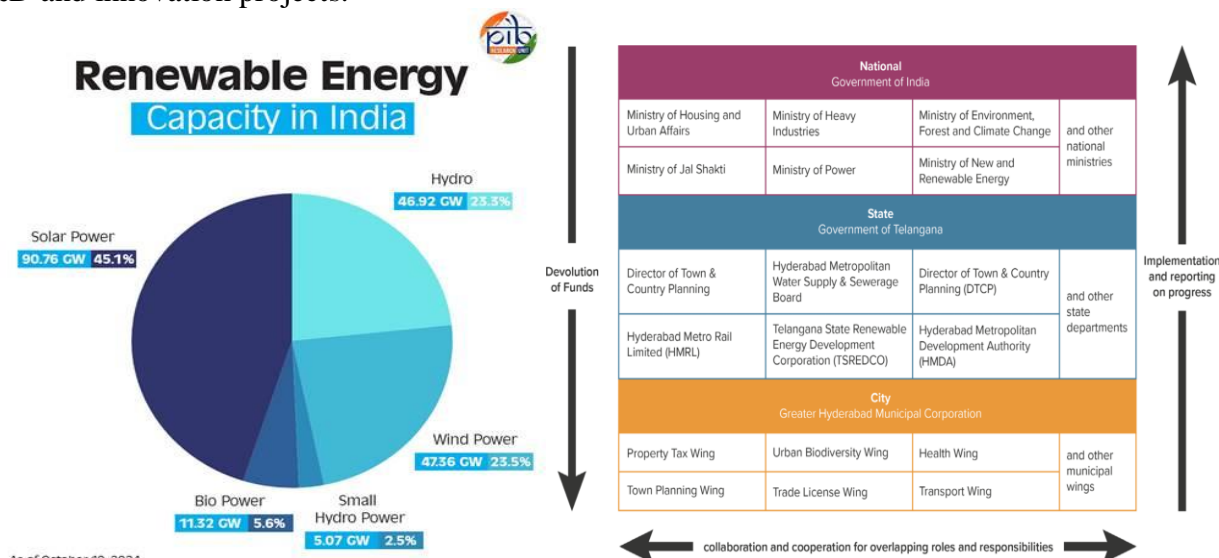 and innovation projects.
pib
RESEARCH UNIT
Renewable Energy
Capacity in India
Hydro
46.92 GW 23.3%
Solar Power
90.76 GW 45.1%
Wind Power
47.36 GW 23.5%
Bio Power
11.32 GW 5.6%
Small
Hydro Power
5.07 GW 2.5%
Devolution
of Funds
National
Government of India
Ministry of Housing and
Urban Affairs
Ministry of Heavy
Industries
Ministry of Environment,
Forest and Climate Change
and other
national
ministries
Ministry of Jal Shakti
Ministry of Power
Ministry of New and
Renewable Energy
State
Government of Telangana
Director of Town &
Country Planning
Hyderabad Metropolitan
Water Supply & Sewerage
Board
Director of Town & Country
Planning (DTCP)
and other
state
departments
Hyderabad Metro Rail
Limited (HMRL)
Telangana State Renewable
Energy Development
Corporation (TSREDCO)
Hyderabad Metropolitan
Development Authority
(HMDA)
City
Greater Hyderabad Municipal Corporation
Property Tax Wing
Urban Biodiversity Wing
Health Wing
and other
municipal
wings
Town Planning Wing
Trade License Wing
Transport Wing
Implementation
and reporting
on progress
collaboration and cooperation for overlapping roles and responsibilities